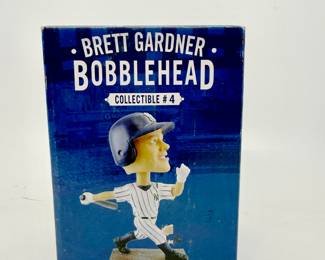 · BRETT GARDNER ·
BOBBLEHEAD
COLLECTIBLE # 4